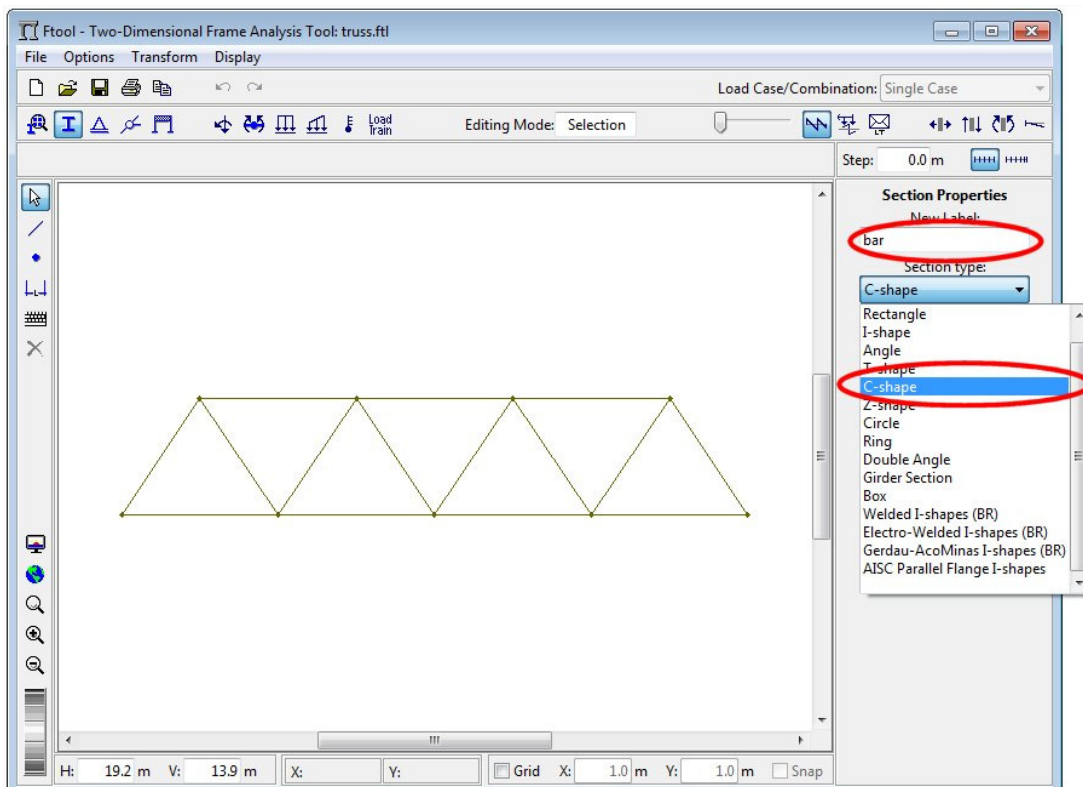 Ftool - Two-Dimensional Frame Analysis Tool: truss.ftl
File Options Transform Display
Load Case/Combination: Single Case
Load Train
Editing Mode: Selection
LT
Step: 0.0 m
Section Properties
New Label:
bar
Section type:
C-shape
Rectangle
I-shape
Angle
T-shape
C-shape
Z-shape
Circle
Ring
Double Angle
Girder Section
Box
Welded I-shapes (BR)
Electro-Welded I-shapes (BR)
Gerdau-AcoMinas I-shapes (BR)
AISC Parallel Flange I-shapes
H: 19.2 m V: 13.9 m X: Y: Grid X: 1.0 m Y: 1.0 m Snap